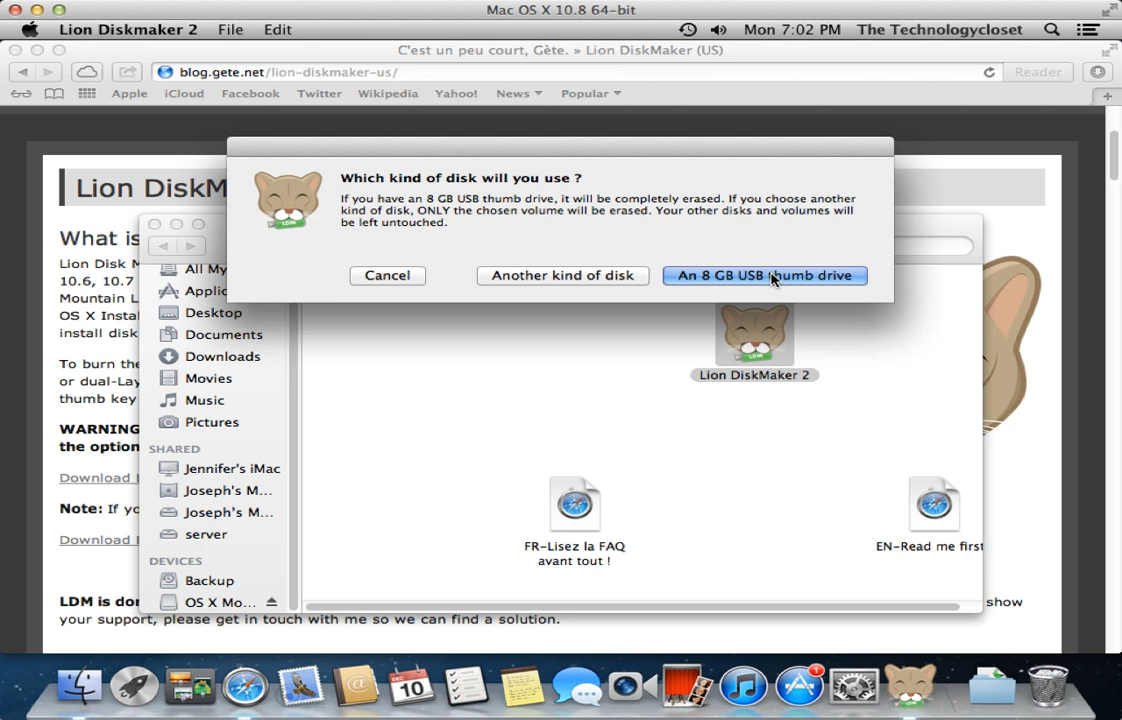 Mac OS X 10.8 64-bit
Lion Diskmaker 2 File Edit Mon 7:02 PM The Technologycloset
C'est un peu court, Gète. » Lion DiskMaker (US)
blog.gete.net/lion-diskmaker-us/ Reader
Apple iCloud Facebook Twitter Wikipedia Yahoo! News Popular
Which kind of disk will you use ?
If you have an 8 GB USB thumb drive, it will be completely erased. If you choose another
kind of disk, ONLY the chosen volume will be erased. Your other disks and volumes will
be left untouched.
Cancel Another kind of disk An 8 GB USB thumb drive
LDM
Lion DiskM
What is
Lion Disk M
10.6, 10.7
Mountain L
OS X Instal
install disk
To burn the
or dual-Lay
thumb key
WARNING
the option
Download
Note: If yo
Download
LDM is don
show
your support, please get in touch with me so we can find a solution.
All My
Applic
Desktop
Documents
Downloads
Movies
Music
Pictures
SHARED
Jennifer's iMac
Joseph's M...
Joseph's M...
server
DEVICES
Backup
OS X Mo...
LDM
Lion DiskMaker 2
FR-Lisez la FAQ
avant tout !
EN-Read me first
DEC
10
1
LDM